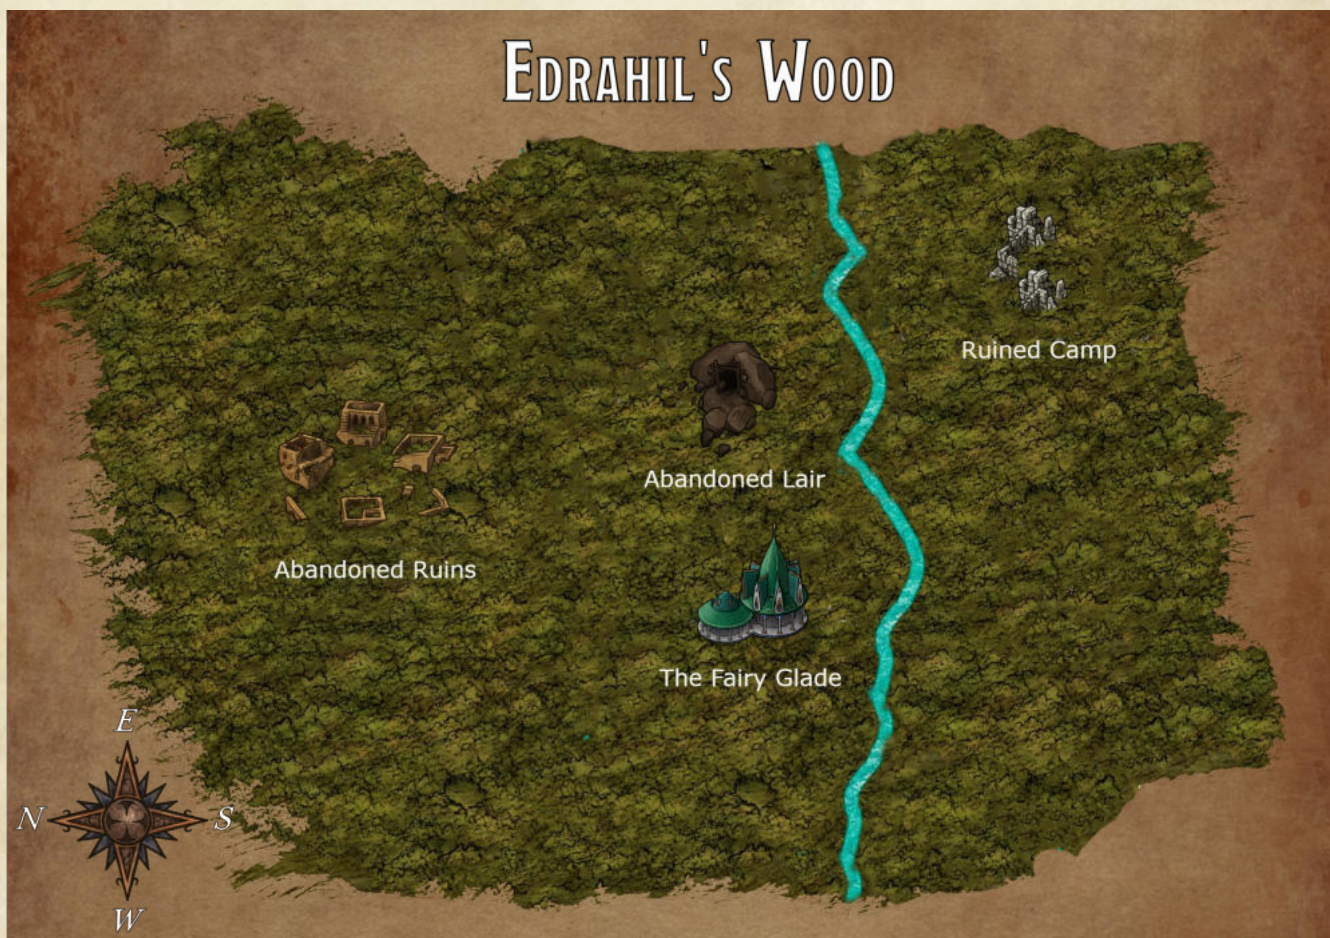 Edrahil's Wood
Ruined Camp
Abandoned Lair
Abandoned Ruins
The Fairy Glade
E
N
S
W